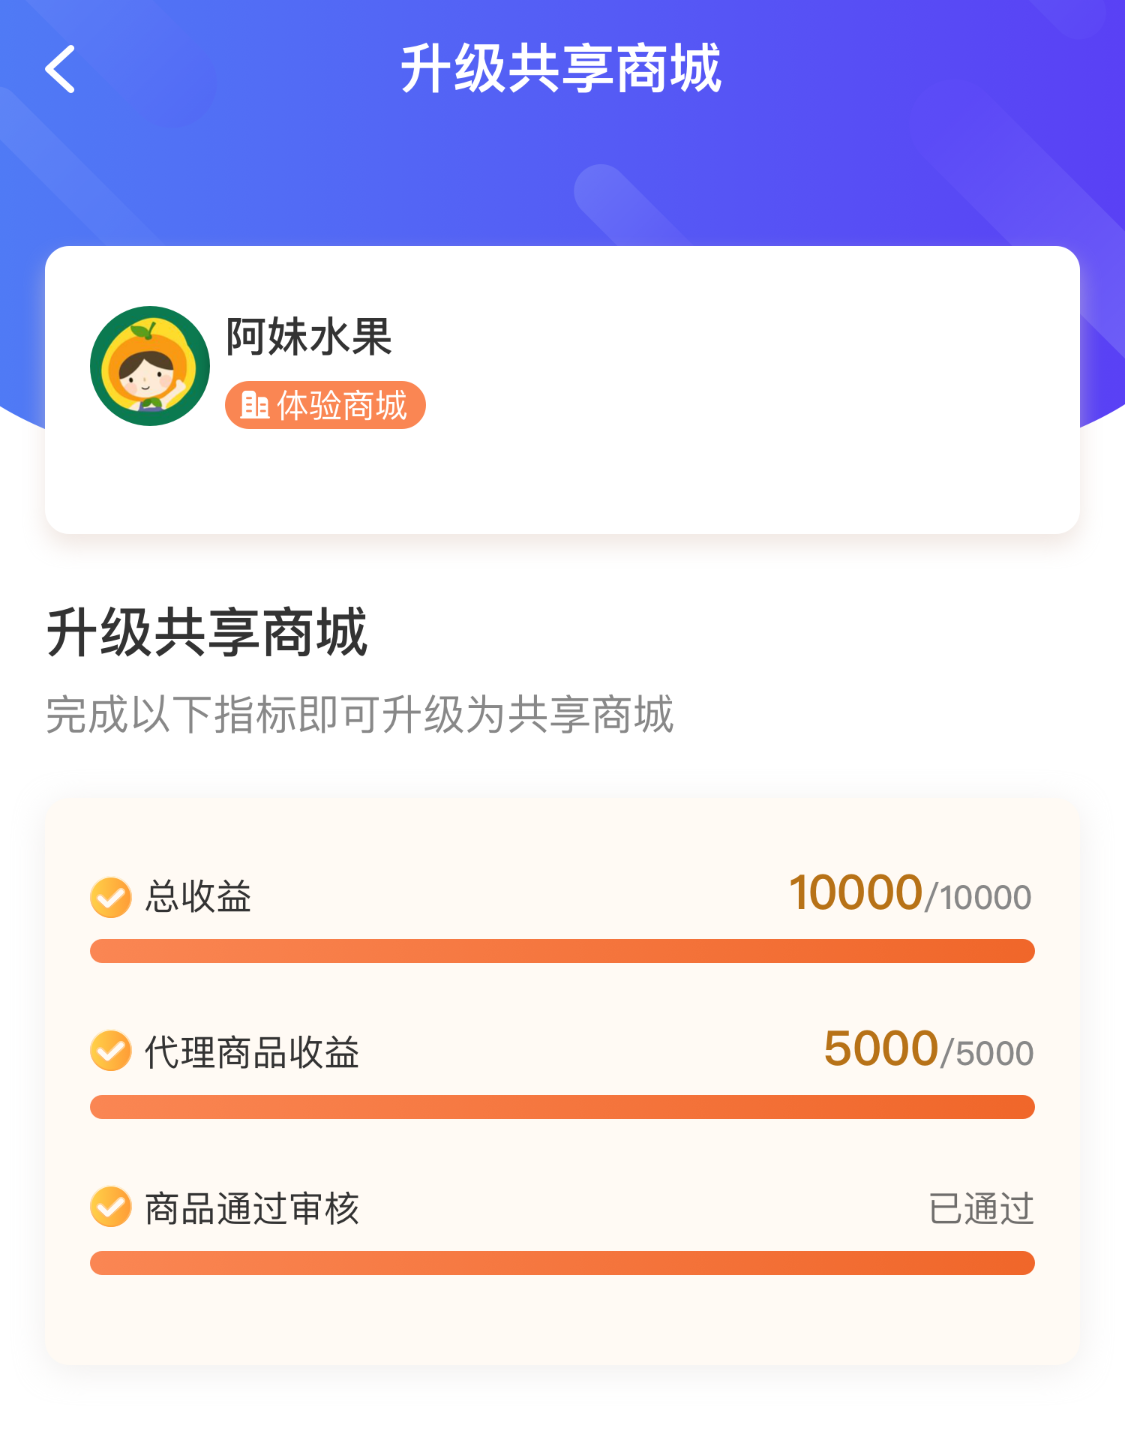 升级共享商城
阿妹水果
体验商城
升级共享商城
完成以下指标即可升级为共享商城
总收益 10000/10000
代理商品收益 5000/5000
商品通过审核 已通过